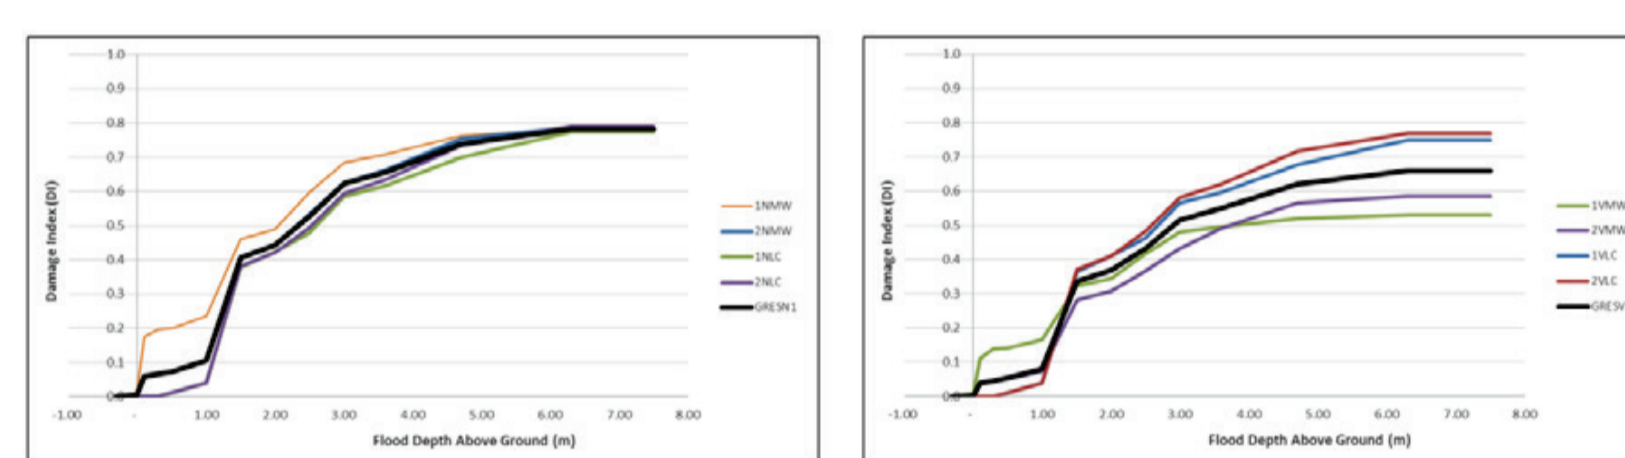 1.0
0.9
0.8
0.7
0.6
0.5
0.4
0.3
0.2
0.1
0.0
-1.00 - 1.00 2.00 3.00 4.00 5.00 6.00 7.00 8.00
Damage Index (DI)
Flood Depth Above Ground (m)
1NMW
2NMW
1NLC
2NLC
GRESN1
1.0
0.9
0.8
0.7
0.6
0.5
0.4
0.3
0.2
0.1
0.0
-1.00 - 1.00 2.00 3.00 4.00 5.00 6.00 7.00 8.00
Damage Index (DI)
Flood Depth Above Ground (m)
1VMW
2VMW
1VLC
2VLC
GRESV